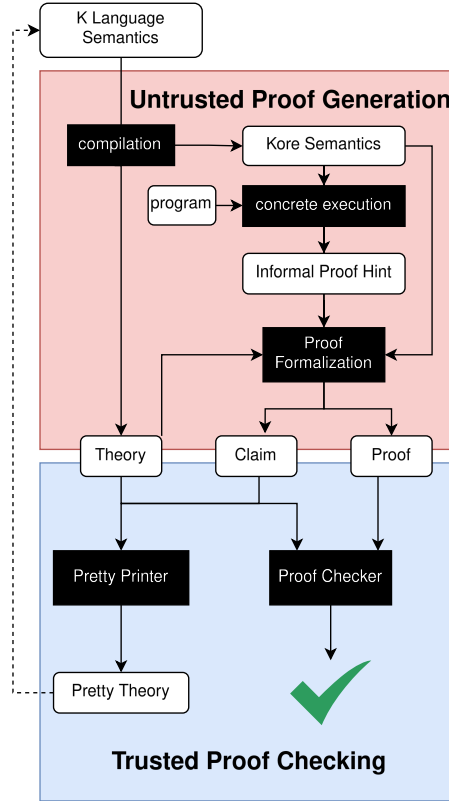 K Language
Semantics
Untrusted Proof Generation
compilation
Kore Semantics
program
concrete execution
Informal Proof Hint
Proof
Formalization
Theory
Claim
Proof
Pretty Printer
Proof Checker
Pretty Theory
Trusted Proof Checking